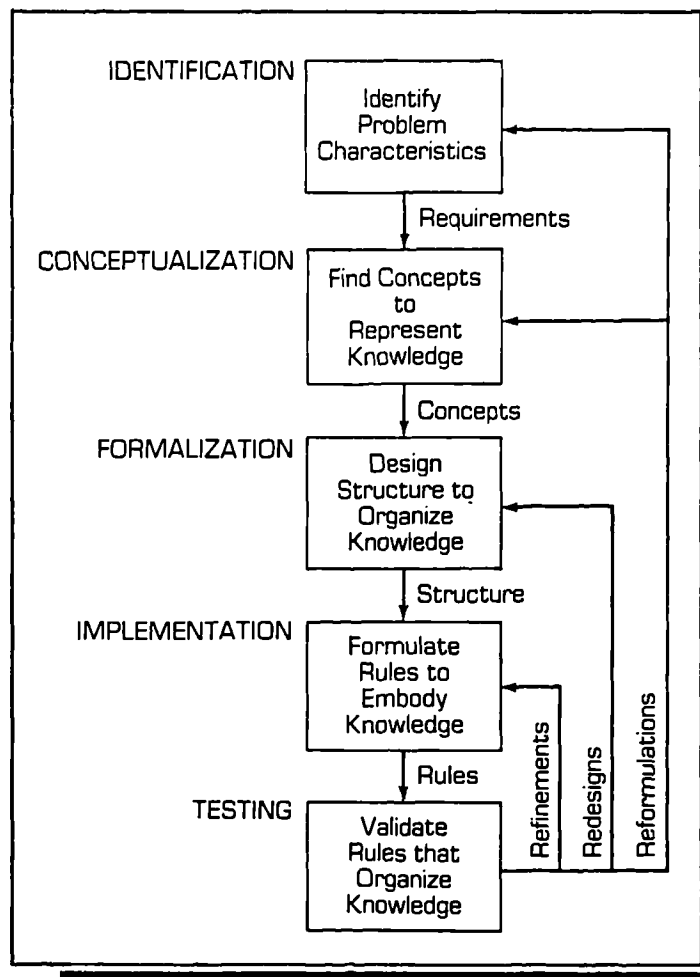 IDENTIFICATION
Identify
Problem
Characteristics
Requirements
CONCEPTUALIZATION
Find Concepts
to
Represent
Knowledge
Concepts
FORMALIZATION
Design
Structure to
Organize
Knowledge
Structure
IMPLEMENTATION
Formulate
Rules to
Embody
Knowledge
Rules
TESTING
Validate
Rules that
Organize
Knowledge
Refinements
Redesigns
Reformulations